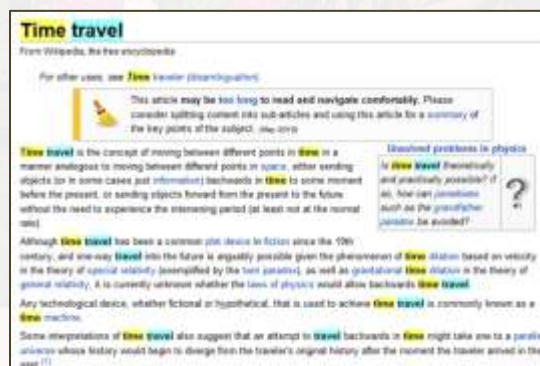 Time travel
From Wikipedia, the free encyclopedia
For other uses, see Time traveler (disambiguation).
This article may be too long to read and navigate comfortably. Please
consider splitting content into sub-articles and using this article for a summary of
the key points of the subject. (May 2010)
Time travel is the concept of moving between different points in time in a
manner analogous to moving between different points in space, either sending
objects (or in some cases just information) backwards in time to some moment
before the present, or sending objects forward from the present to the future
without the need to experience the intervening period (at least not at the normal
rate).
Unsolved problems in physics
Is time travel theoretically
and practically possible? If
so, how can paradoxes
such as the grandfather
paradox be avoided?
?
Although time travel has been a common plot device in fiction since the 19th
century, and one-way travel into the future is arguably possible given the phenomenon of time dilation based on velocity
in the theory of special relativity (exemplified by the twin paradox), as well as gravitational time dilation in the theory of
general relativity, it is currently unknown whether the laws of physics would allow backwards time travel.
Any technological device, whether fictional or hypothetical, that is used to achieve time travel is commonly known as a
time machine.
Some interpretations of time travel also suggest that an attempt to travel backwards in time might take one to a parallel
universe whose history would begin to diverge from the traveler's original history after the moment the traveler arrived in the
past.[1]